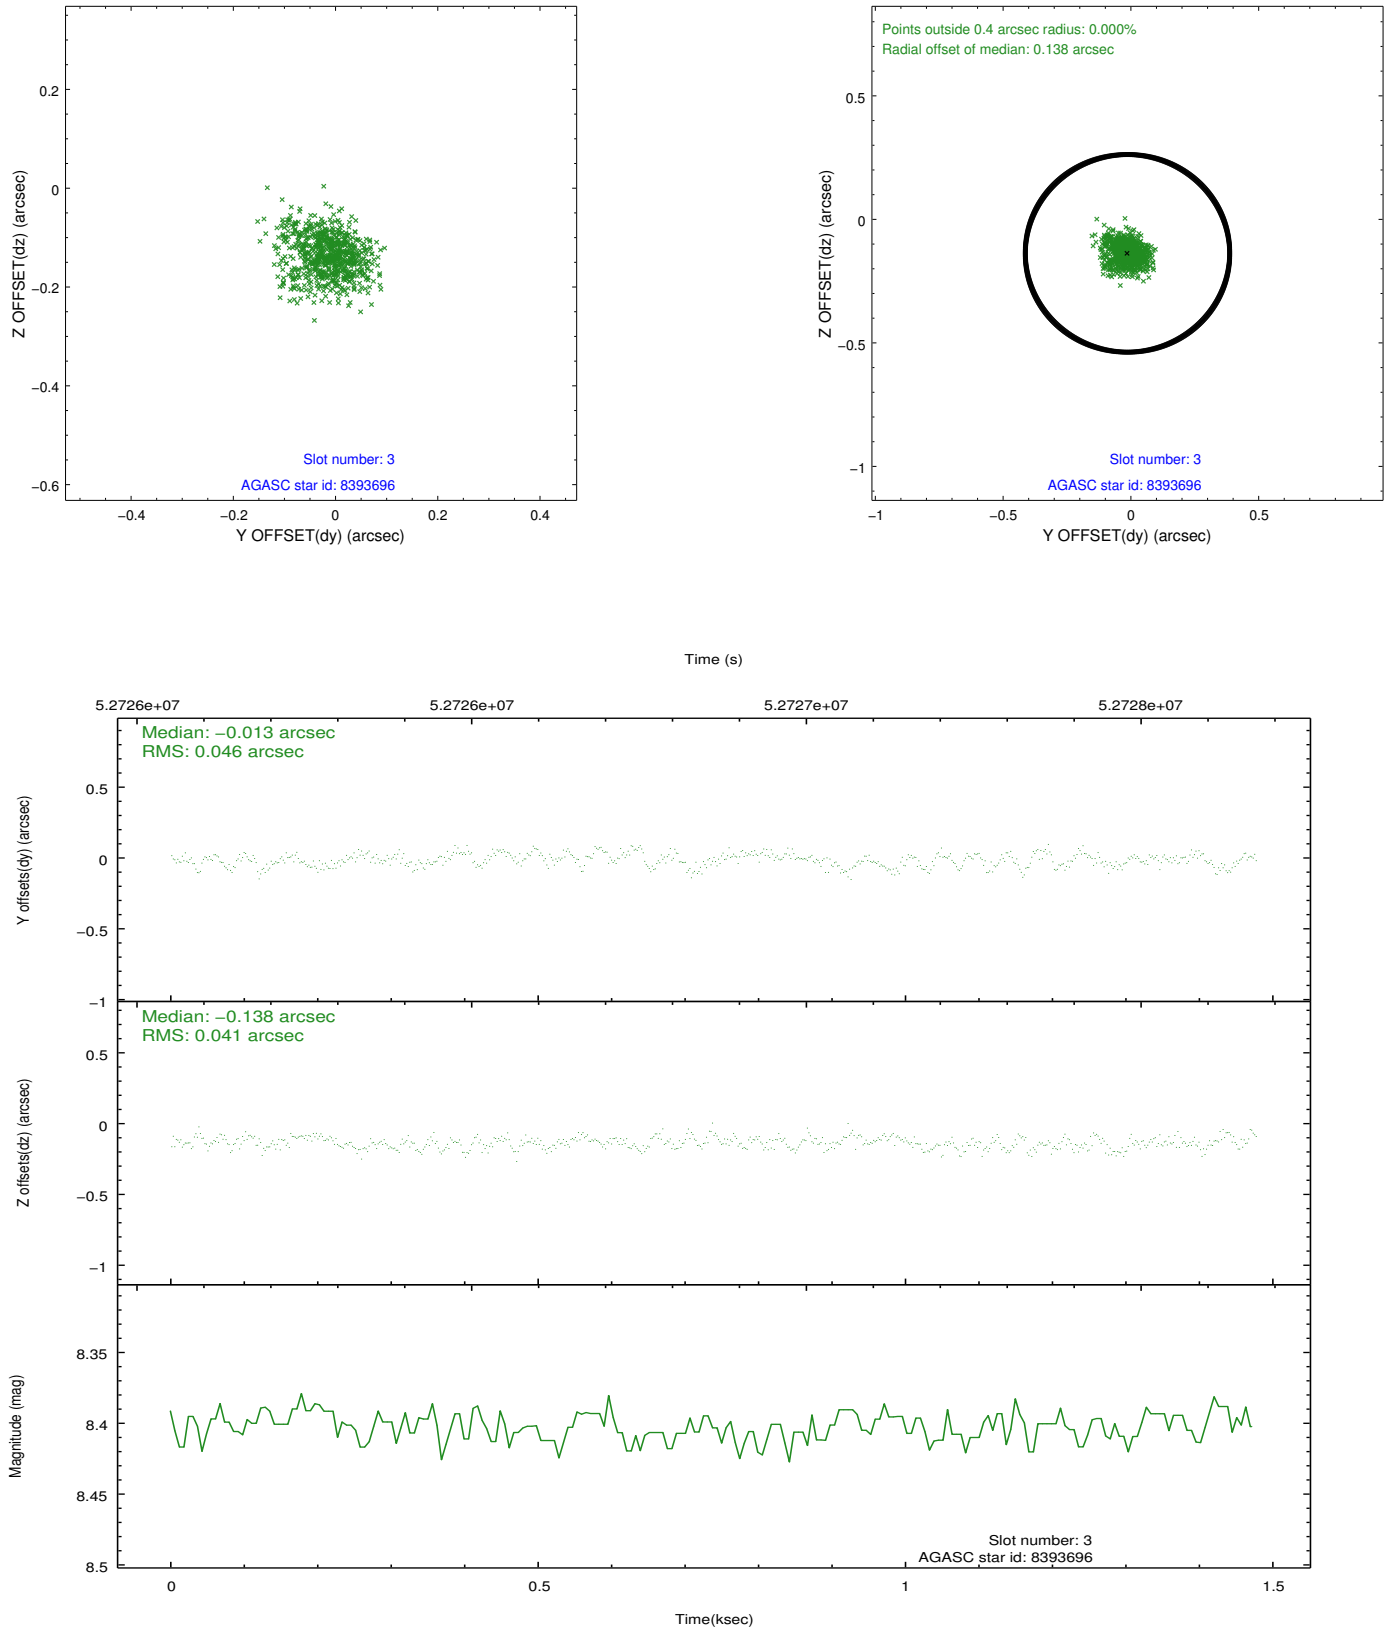 0.2
0
−0.2
−0.4
−0.6
Z OFFSET(dz) (arcsec)
Slot number: 3
AGASC star id: 8393696
−0.4
−0.2
0
0.2
0.4
Y OFFSET(dy) (arcsec)
Points outside 0.4 arcsec radius: 0.000%
Radial offset of median: 0.138 arcsec
0.5
0
−0.5
−1
Z OFFSET(dz) (arcsec)
Slot number: 3
AGASC star id: 8393696
−1
−0.5
0
0.5
Y OFFSET(dy) (arcsec)
Time (s)
5.2726e+07
5.2726e+07
5.2727e+07
5.2728e+07
Median: −0.013 arcsec
RMS: 0.046 arcsec
0.5
0
−0.5
−1
Y offsets(dy) (arcsec)
Median: −0.138 arcsec
RMS: 0.041 arcsec
0.5
0
−0.5
−1
Z offsets(dz) (arcsec)
8.35
8.4
8.45
8.5
Magnitude (mag)
Slot number: 3
AGASC star id: 8393696
0
0.5
1
1.5
Time(ksec)